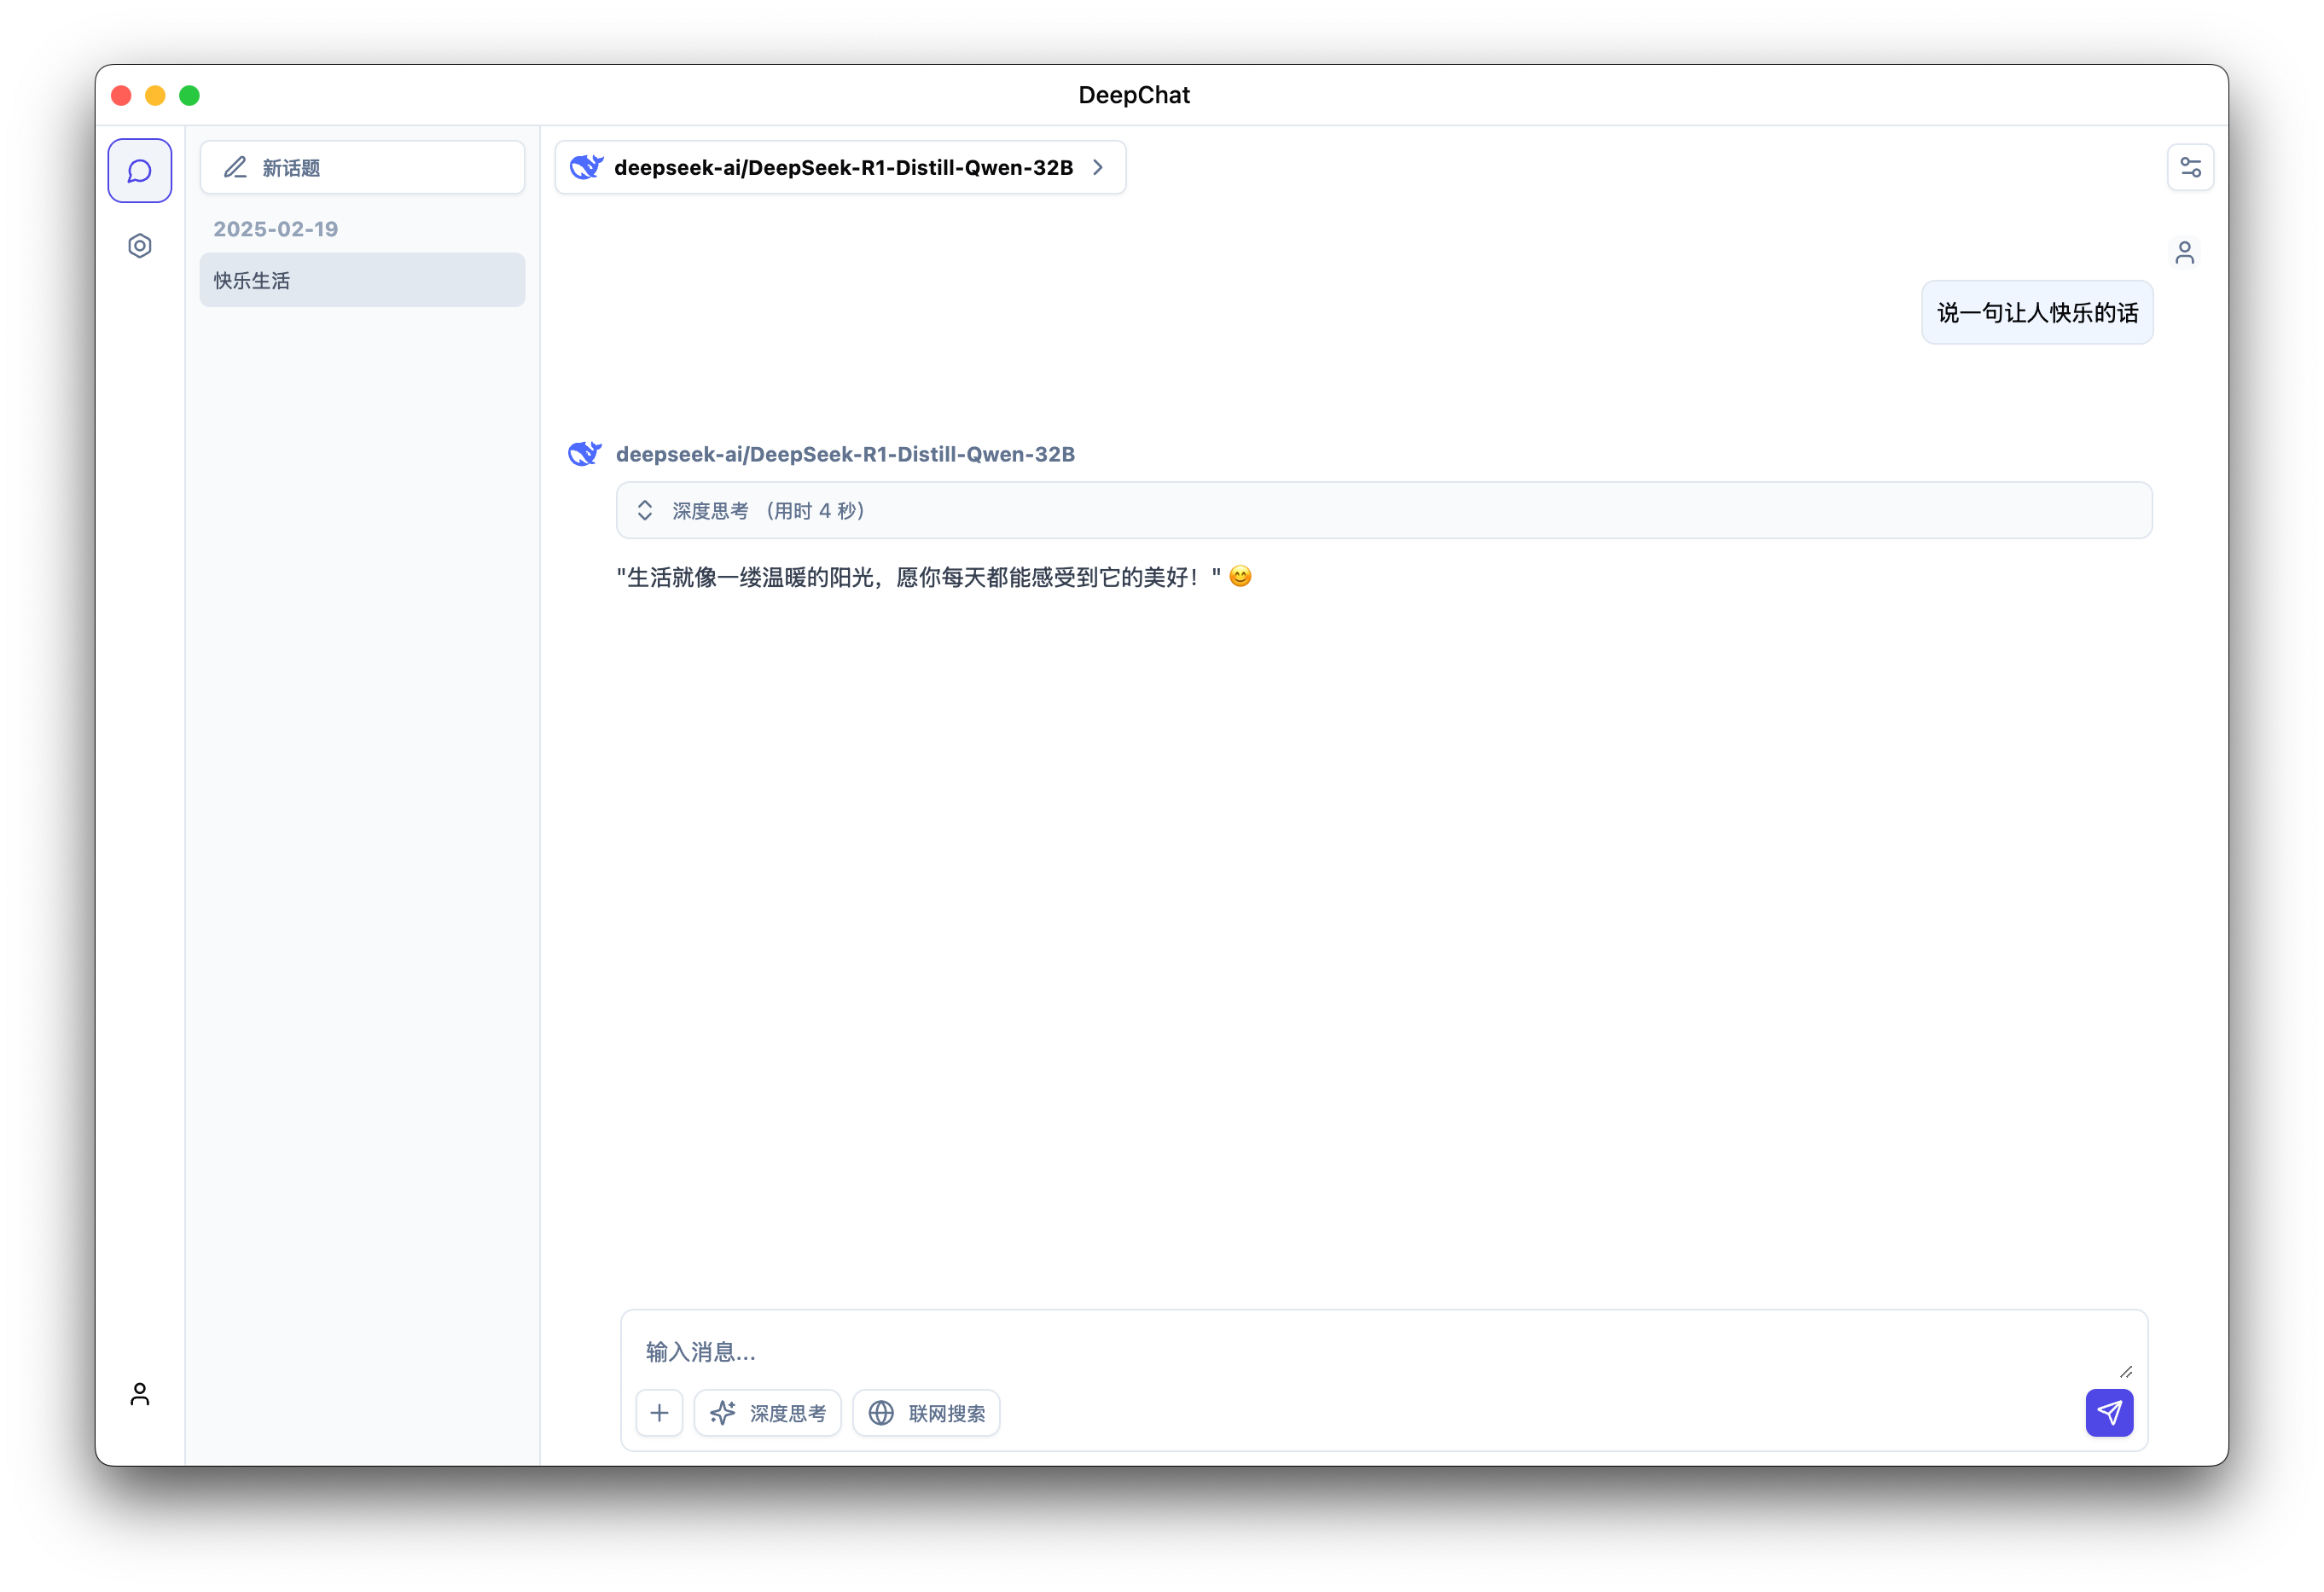 DeepChat
新话题
2025-02-19
快乐生活
deepseek-ai/DeepSeek-R1-Distill-Qwen-32B
说一句让人快乐的话
deepseek-ai/DeepSeek-R1-Distill-Qwen-32B
深度思考 （用时 4 秒）
"生活就像一缕温暖的阳光，愿你每天都能感受到它的美好！" 😊
输入消息...
深度思考
联网搜索